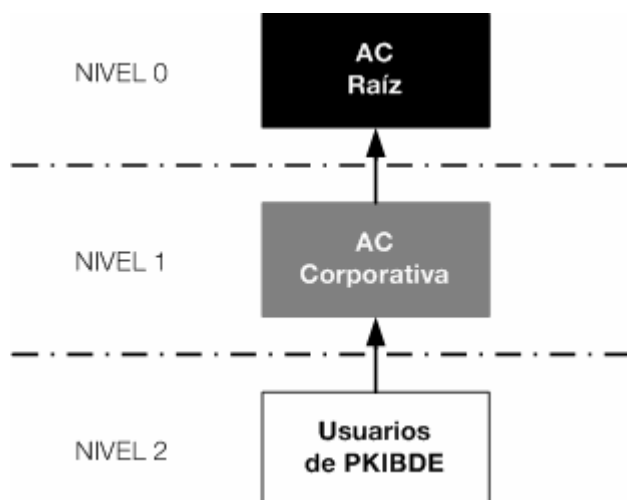 NIVEL 0
AC
Raíz
NIVEL 1
AC
Corporativa
NIVEL 2
Usuarios
de PKIBDE